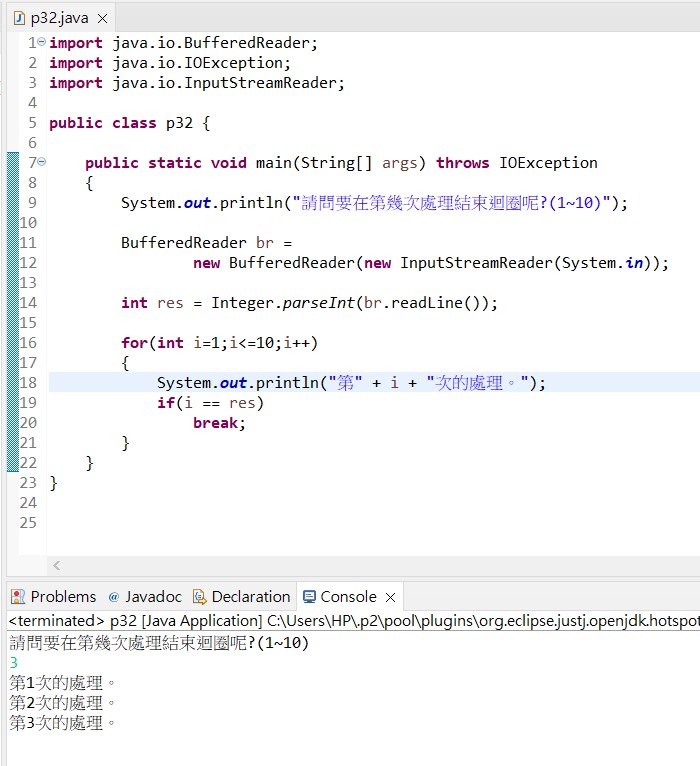 p32.java
1 import java.io.BufferedReader;
2 import java.io.IOException;
3 import java.io.InputStreamReader;
4
5 public class p32 {
6
7     public static void main(String[] args) throws IOException
8     {
9         System.out.println("請問要在第幾次處理結束迴圈呢?(1~10)");
10
11         BufferedReader br =
12                 new BufferedReader(new InputStreamReader(System.in));
13
14         int res = Integer.parseInt(br.readLine());
15
16         for(int i=1;i<=10;i++)
17         {
18             System.out.println("第" + i + "次的處理。");
19             if(i == res)
20                 break;
21         }
22     }
23 }
24
25
Problems @ Javadoc Declaration Console
<terminated> p32 [Java Application] C:\Users\HP\.p2\pool\plugins\org.eclipse.justj.openjdk.hotspot
請問要在第幾次處理結束迴圈呢?(1~10)
3
第1次的處理。
第2次的處理。
第3次的處理。